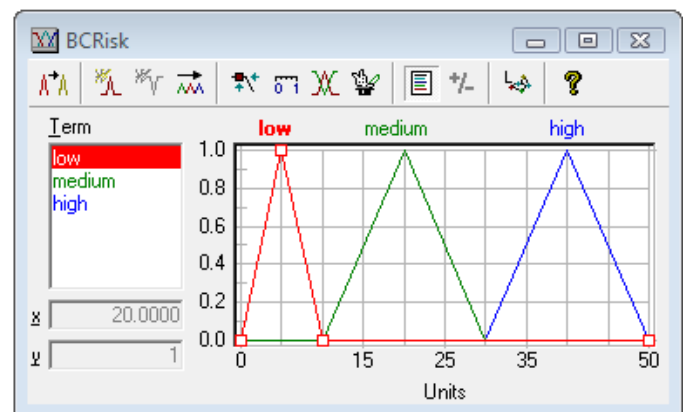 BCRisk
Term
low
medium
high
x 20.0000
y 1
low medium high
1.0
0.8
0.6
0.4
0.2
0.0
0 15 25 35 50
Units